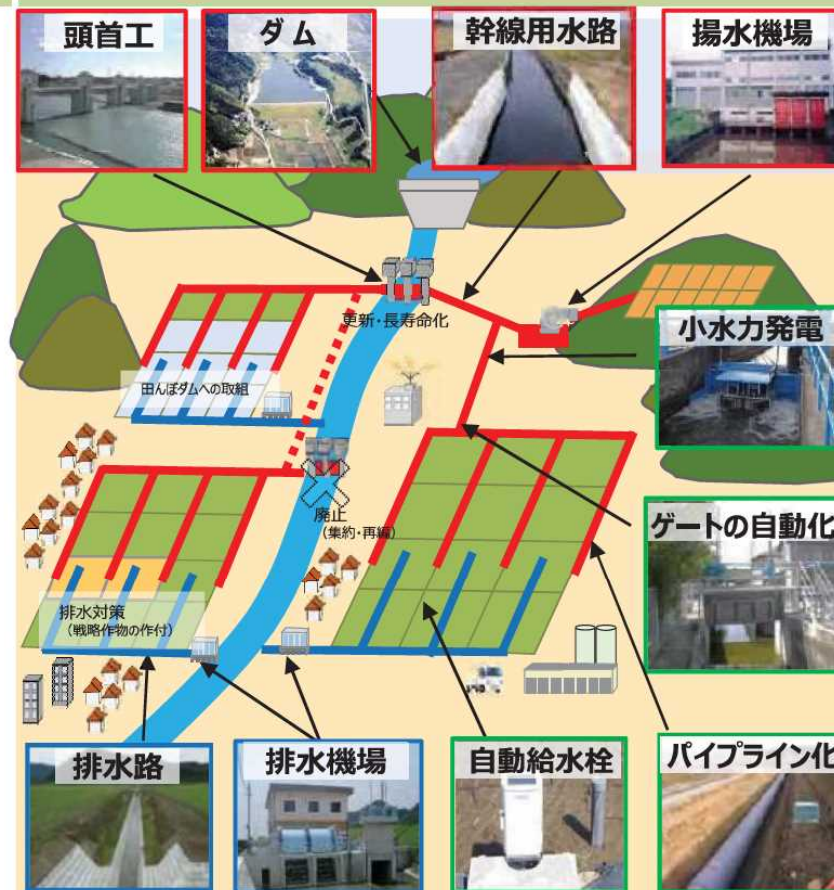 頭首工
ダム
幹線用水路
揚水機場
更新・長寿命化
小水力発電
田んぼダムへの取組
廃止
（集約・再編）
ゲートの自動化
排水対策
（戦略作物の作付）
排水路
排水機場
自動給水栓
パイプライン化